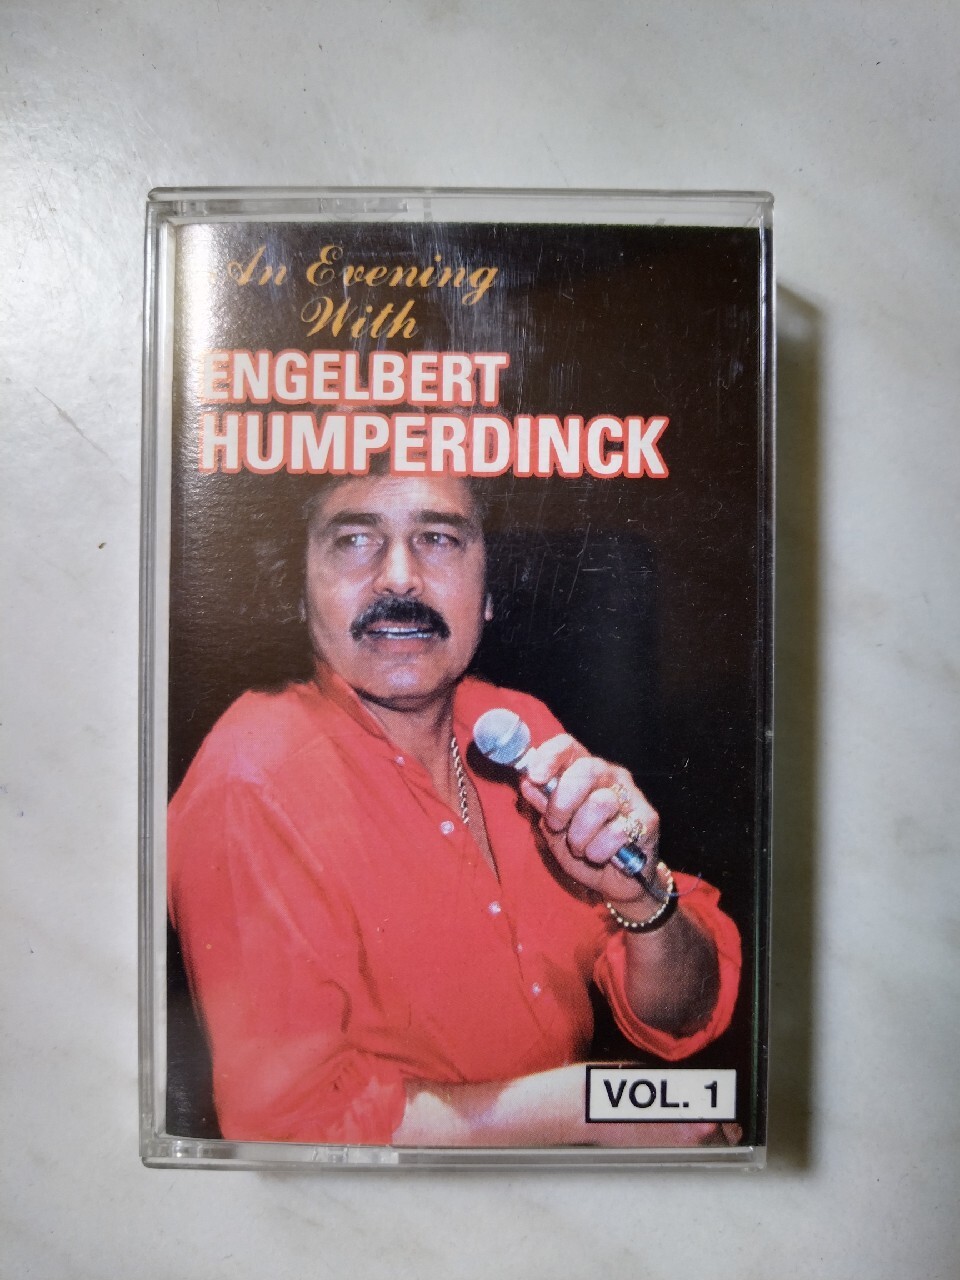 An Evening
With
ENGELBERT
HUMPERDINCK
VOL. 1